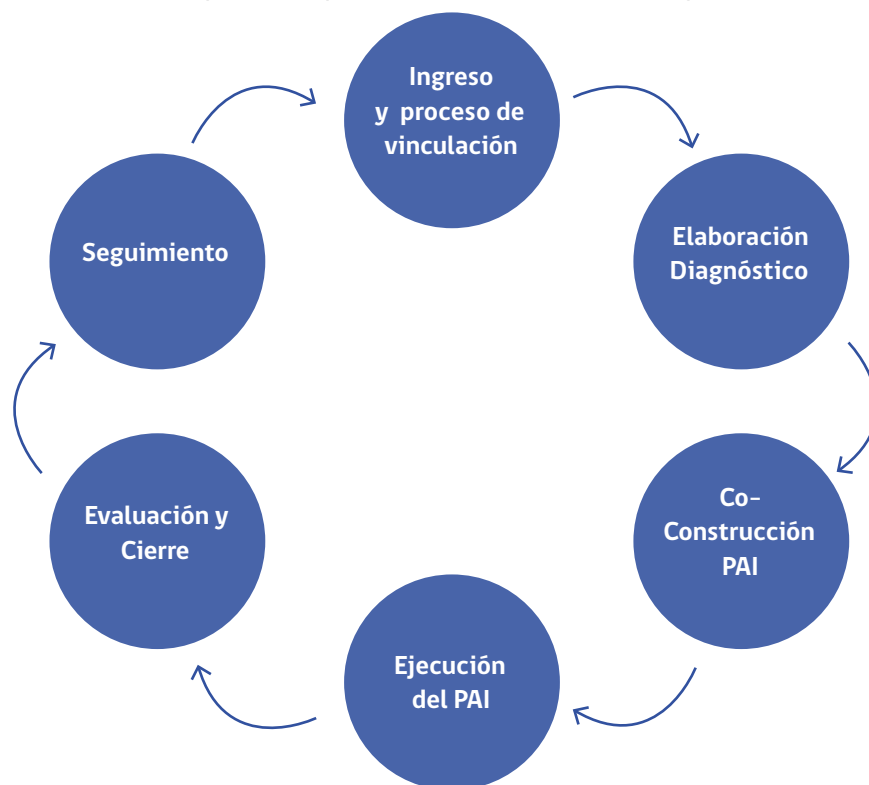 Ingreso
y proceso de
vinculación
Elaboración
Diagnóstico
Co-
Construcción
PAI
Ejecución
del PAI
Evaluación y
Cierre
Seguimiento